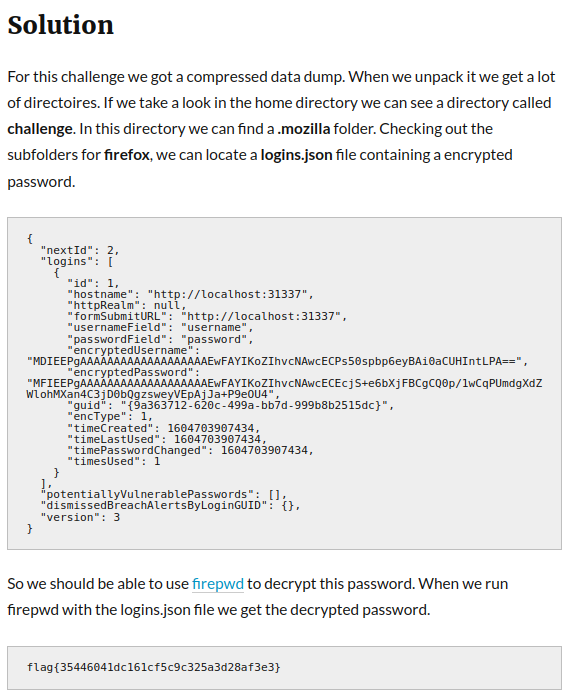 Solution
For this challenge we got a compressed data dump. When we unpack it we get a lot
of directoires. If we take a look in the home directory we can see a directory called
challenge. In this directory we can find a .mozilla folder. Checking out the
subfolders for firefox, we can locate a logins.json file containing a encrypted
password.
{
  "nextId": 2,
  "logins": [
    {
      "id": 1,
      "hostname": "http://localhost:31337",
      "httpRealm": null,
      "formSubmitURL": "http://localhost:31337",
      "usernameField": "username",
      "passwordField": "password",
      "encryptedUsername":
"MDIEEPgAAAAAAAAAAAAAAAAAAAEwFAYIKoZIhvcNAwcECPs50spbp6eyBAi0aCUHIntLPA==",
      "encryptedPassword":
"MFIEEPgAAAAAAAAAAAAAAAAAAAEwFAYIKoZIhvcNAwcECEcjS+e6bXjFBCgCQ0p/1wCqPUmdgXdZ
WlohMXan4C3jD0bQgzsweyVEpAjJa+P9eOU4",
      "guid": "{9a363712-620c-499a-bb7d-999b8b2515dc}",
      "encType": 1,
      "timeCreated": 1604703907434,
      "timeLastUsed": 1604703907434,
      "timePasswordChanged": 1604703907434,
      "timesUsed": 1
    }
  ],
  "potentiallyVulnerablePasswords": [],
  "dismissedBreachAlertsByLoginGUID": {},
  "version": 3
}
So we should be able to use firepwd to decrypt this password. When we run
firepwd with the logins.json file we get the decrypted password.
flag{35446041dc161cf5c9c325a3d28af3e3}